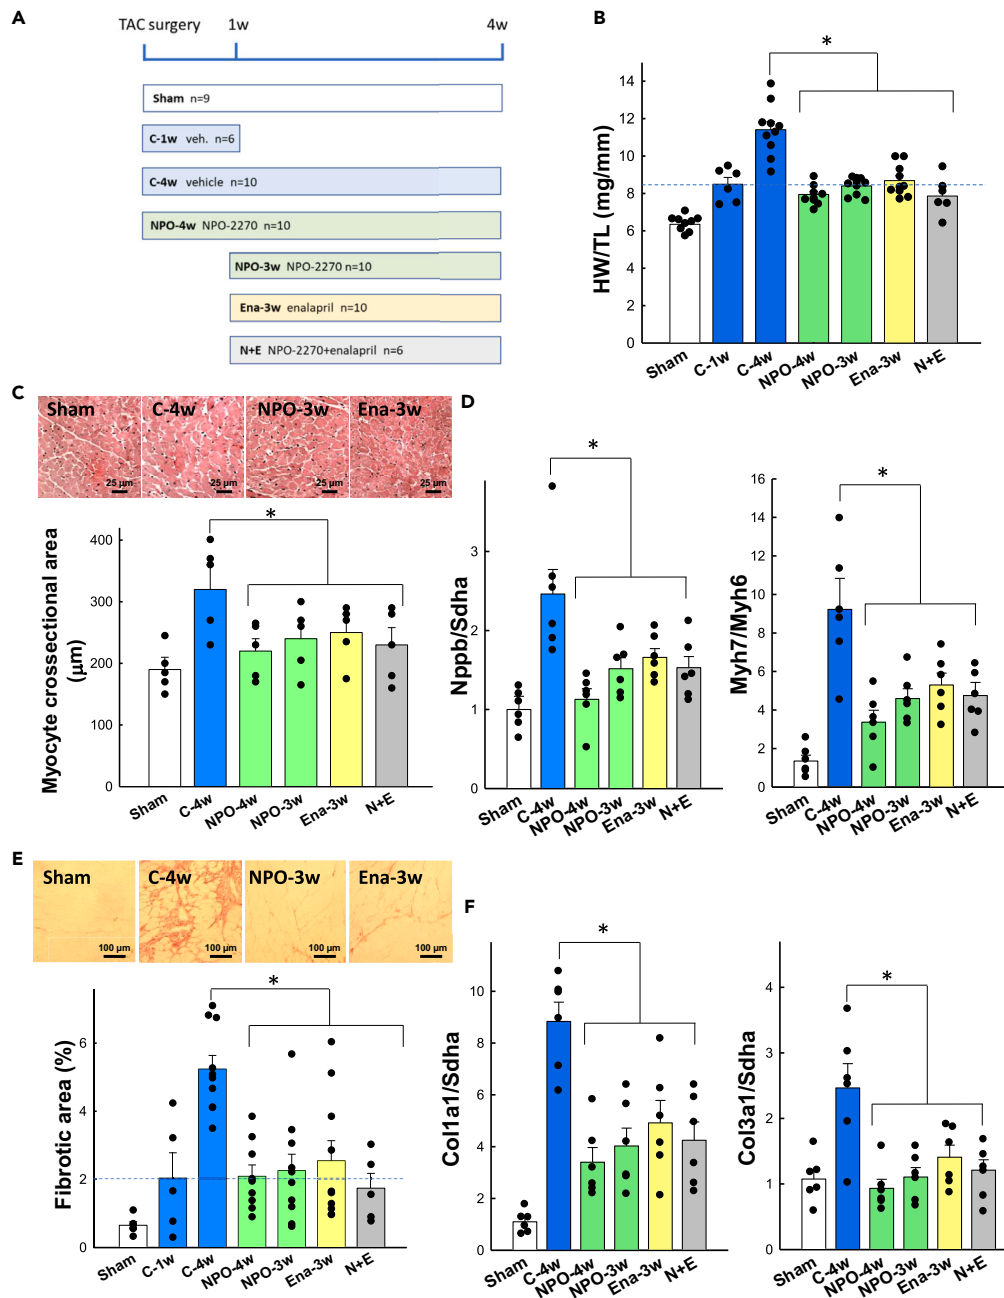 A
TAC surgery 1w 4w
Sham n=9
C-1w veh. n=6
C-4w vehicle n=10
NPO-4w NPO-2270 n=10
NPO-3w NPO-2270 n=10
Ena-3w enalapril n=10
N+E NPO-2270+enalapril n=6
B
*
HW/TL (mg/mm)
14
12
10
8
6
4
2
0
Sham C-1w C-4w NPO-4w NPO-3w Ena-3w N+E
C
Sham C-4w NPO-3w Ena-3w
25 µm 25 µm 25 µm 25 µm
*
Myocyte crossectional area
(µm)
400
300
200
100
0
Sham C-4w NPO-4w NPO-3w Ena-3w N+E
D
*
Nppb/Sdha
3
2
1
0
Sham C-4w NPO-4w NPO-3w Ena-3w N+E
*
Myh7/Myh6
16
14
12
10
8
6
4
2
0
Sham C-4w NPO-4w NPO-3w Ena-3w N+E
E
Sham C-4w NPO-3w Ena-3w
100 µm 100 µm 100 µm 100 µm
*
Fibrotic area (%)
6
4
2
0
Sham C-1w C-4w NPO-4w NPO-3w Ena-3w N+E
F
*
Col1a1/Sdha
10
8
6
4
2
0
Sham C-4w NPO-4w NPO-3w Ena-3w N+E
*
Col3a1/Sdha
4
3
2
1
0
Sham C-4w NPO-4w NPO-3w Ena-3w N+E